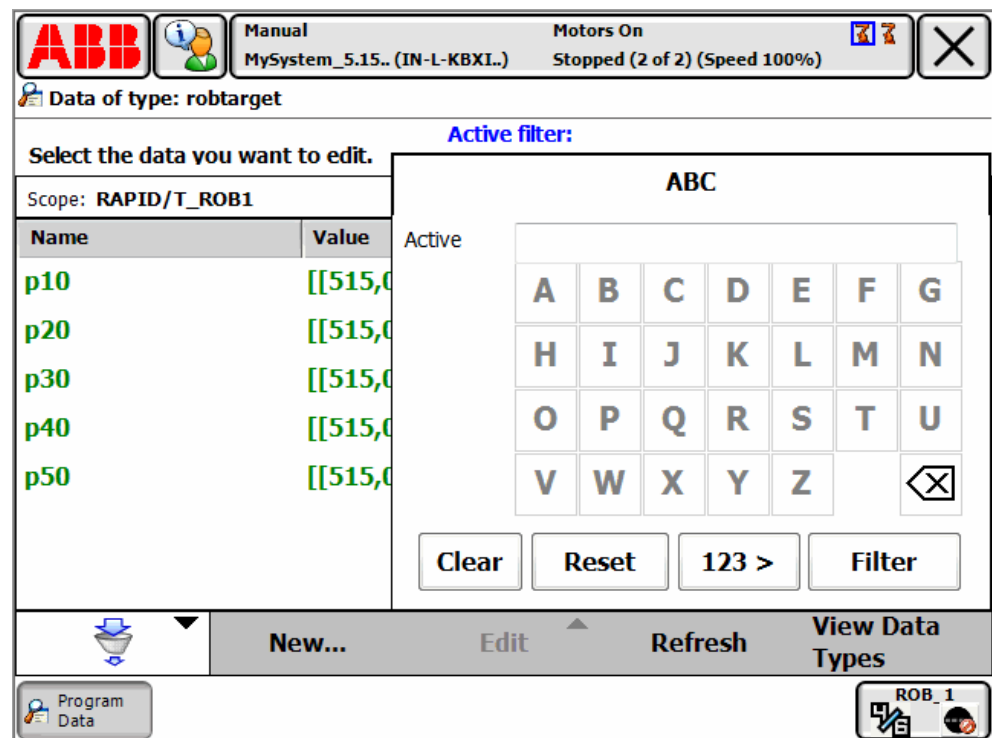 ABB
Manual
MySystem_5.15.. (IN-L-KBXI..)
Motors On
Stopped (2 of 2) (Speed 100%)
Data of type: robtarget
Active filter:
Select the data you want to edit.
Scope: RAPID/T_ROB1
ABC
Name Value
Active
p10 [[515,0
p20 [[515,0
p30 [[515,0
p40 [[515,0
p50 [[515,0
A B C D E F G
H I J K L M N
O P Q R S T U
V W X Y Z
Clear Reset 123 > Filter
New... Edit Refresh View Data Types
Program Data
ROB_1